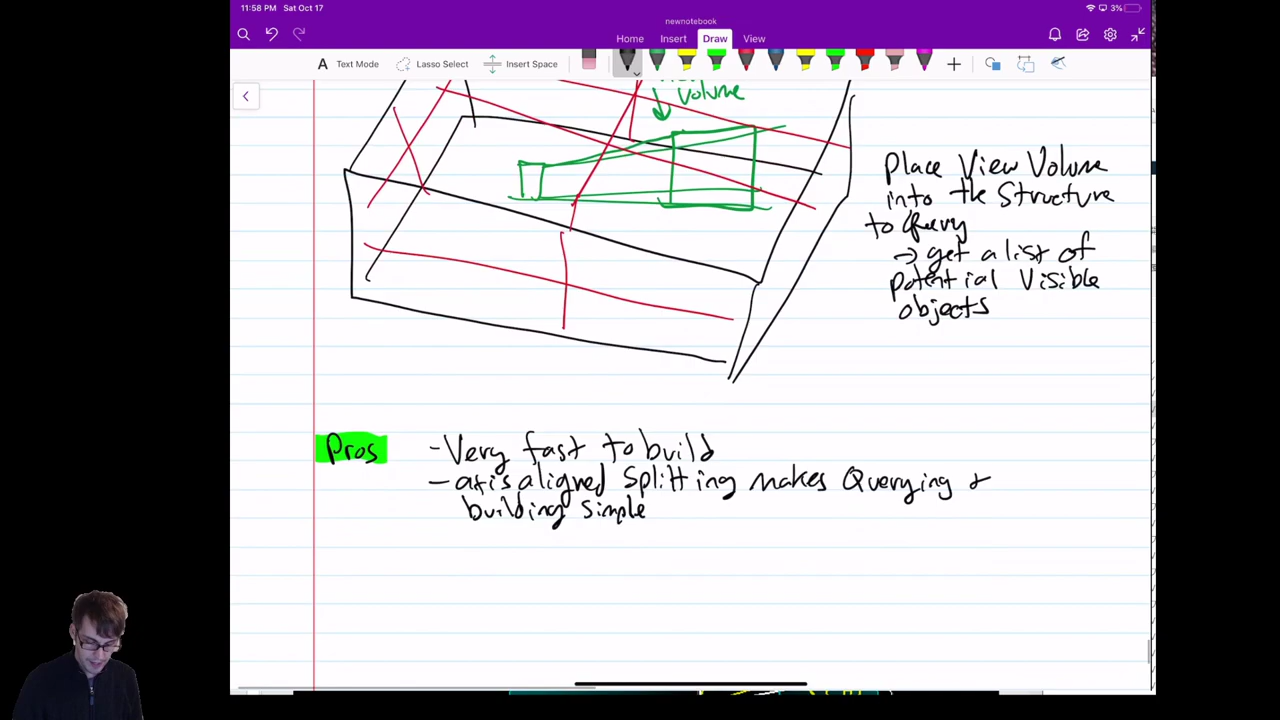 11:58 PM Sat Oct 17
3%
newnotebook
Home Insert Draw View
A Text Mode Lasso Select Insert Space
Volume
Place View Volume
into the Structure
to Query
→ get a list of
potential Visible
objects
Pros
- Very fast to build
- axis aligned Splitting makes Querying +
building Simple